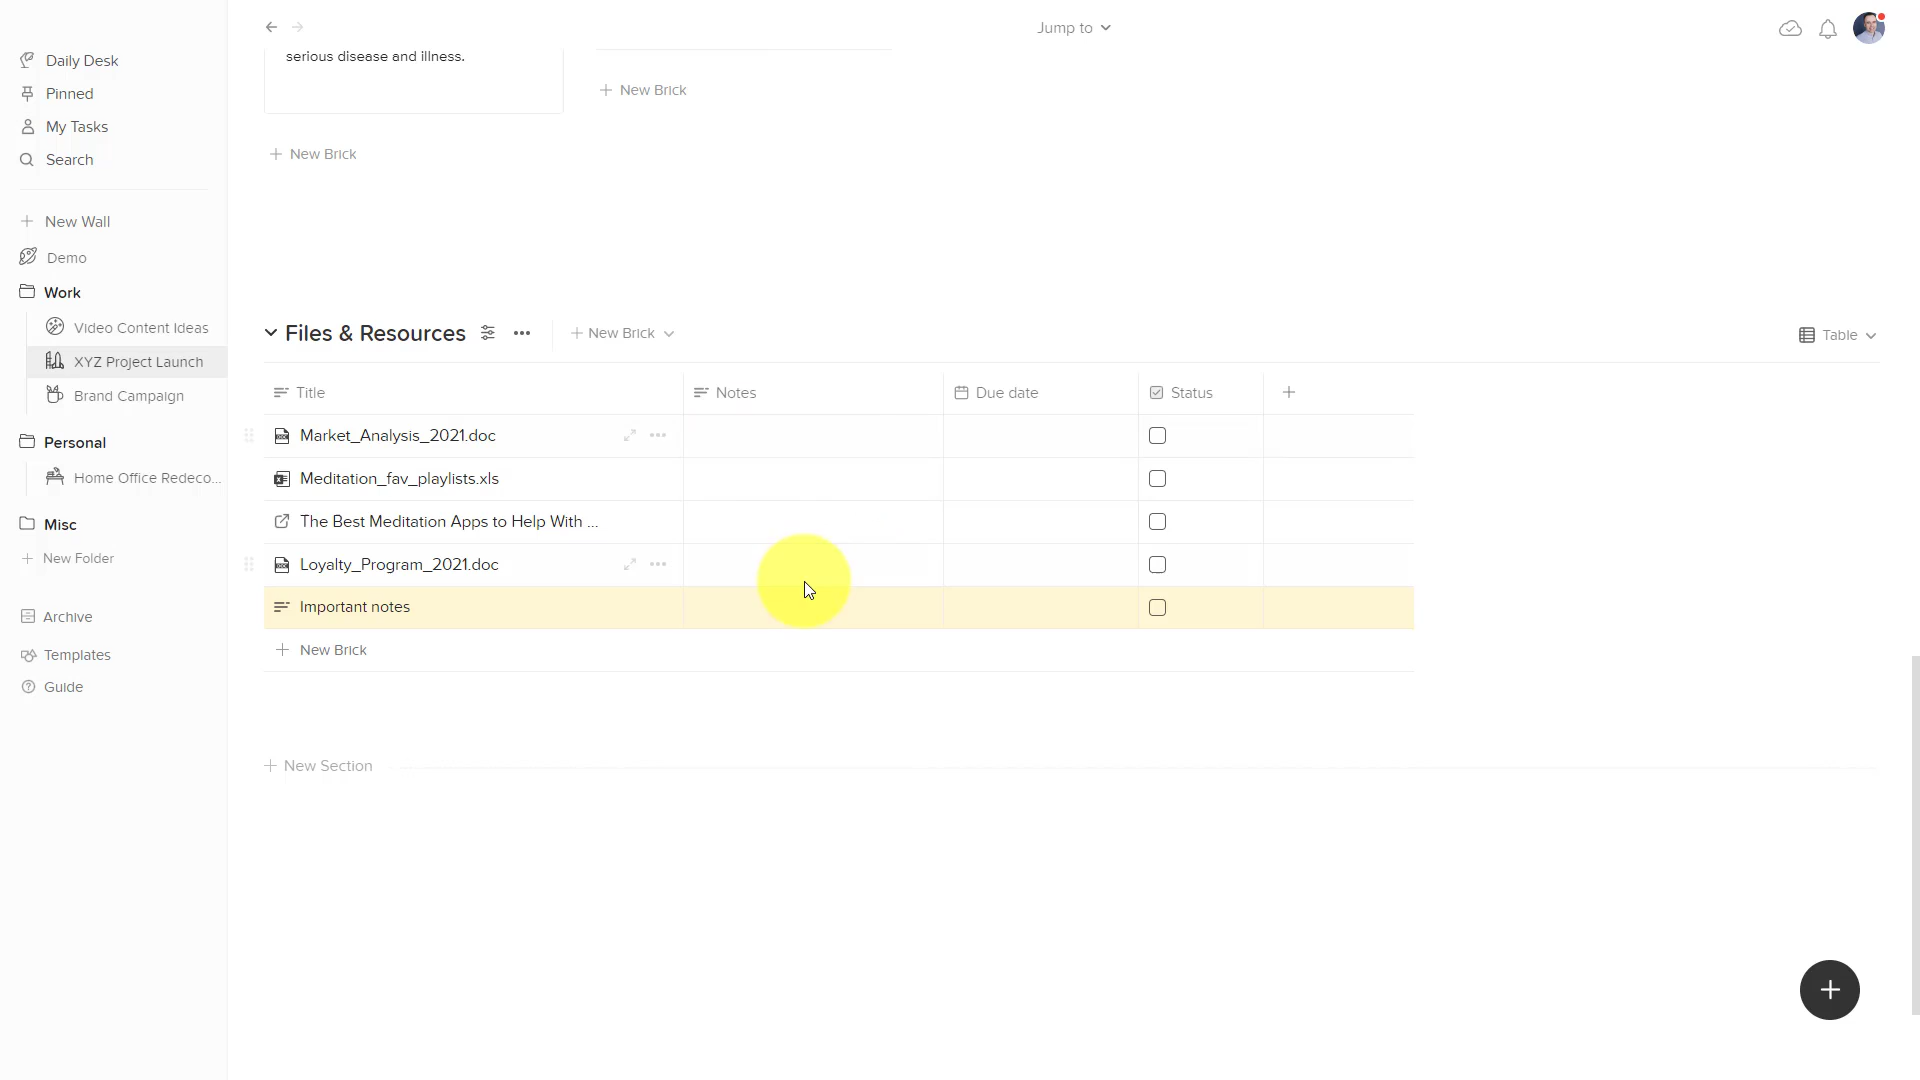 Jump to
Daily Desk
Pinned
My Tasks
Search
New Wall
Demo
Work
Video Content Ideas
XYZ Project Launch
Brand Campaign
Personal
Home Office Redeco...
Misc
New Folder
Archive
Templates
Guide
serious disease and illness.
New Brick
New Brick
Files & Resources
New Brick
Table
Title Notes Due date Status
Market_Analysis_2021.doc
Meditation_fav_playlists.xls
The Best Meditation Apps to Help With ...
Loyalty_Program_2021.doc
Important notes
New Brick
New Section